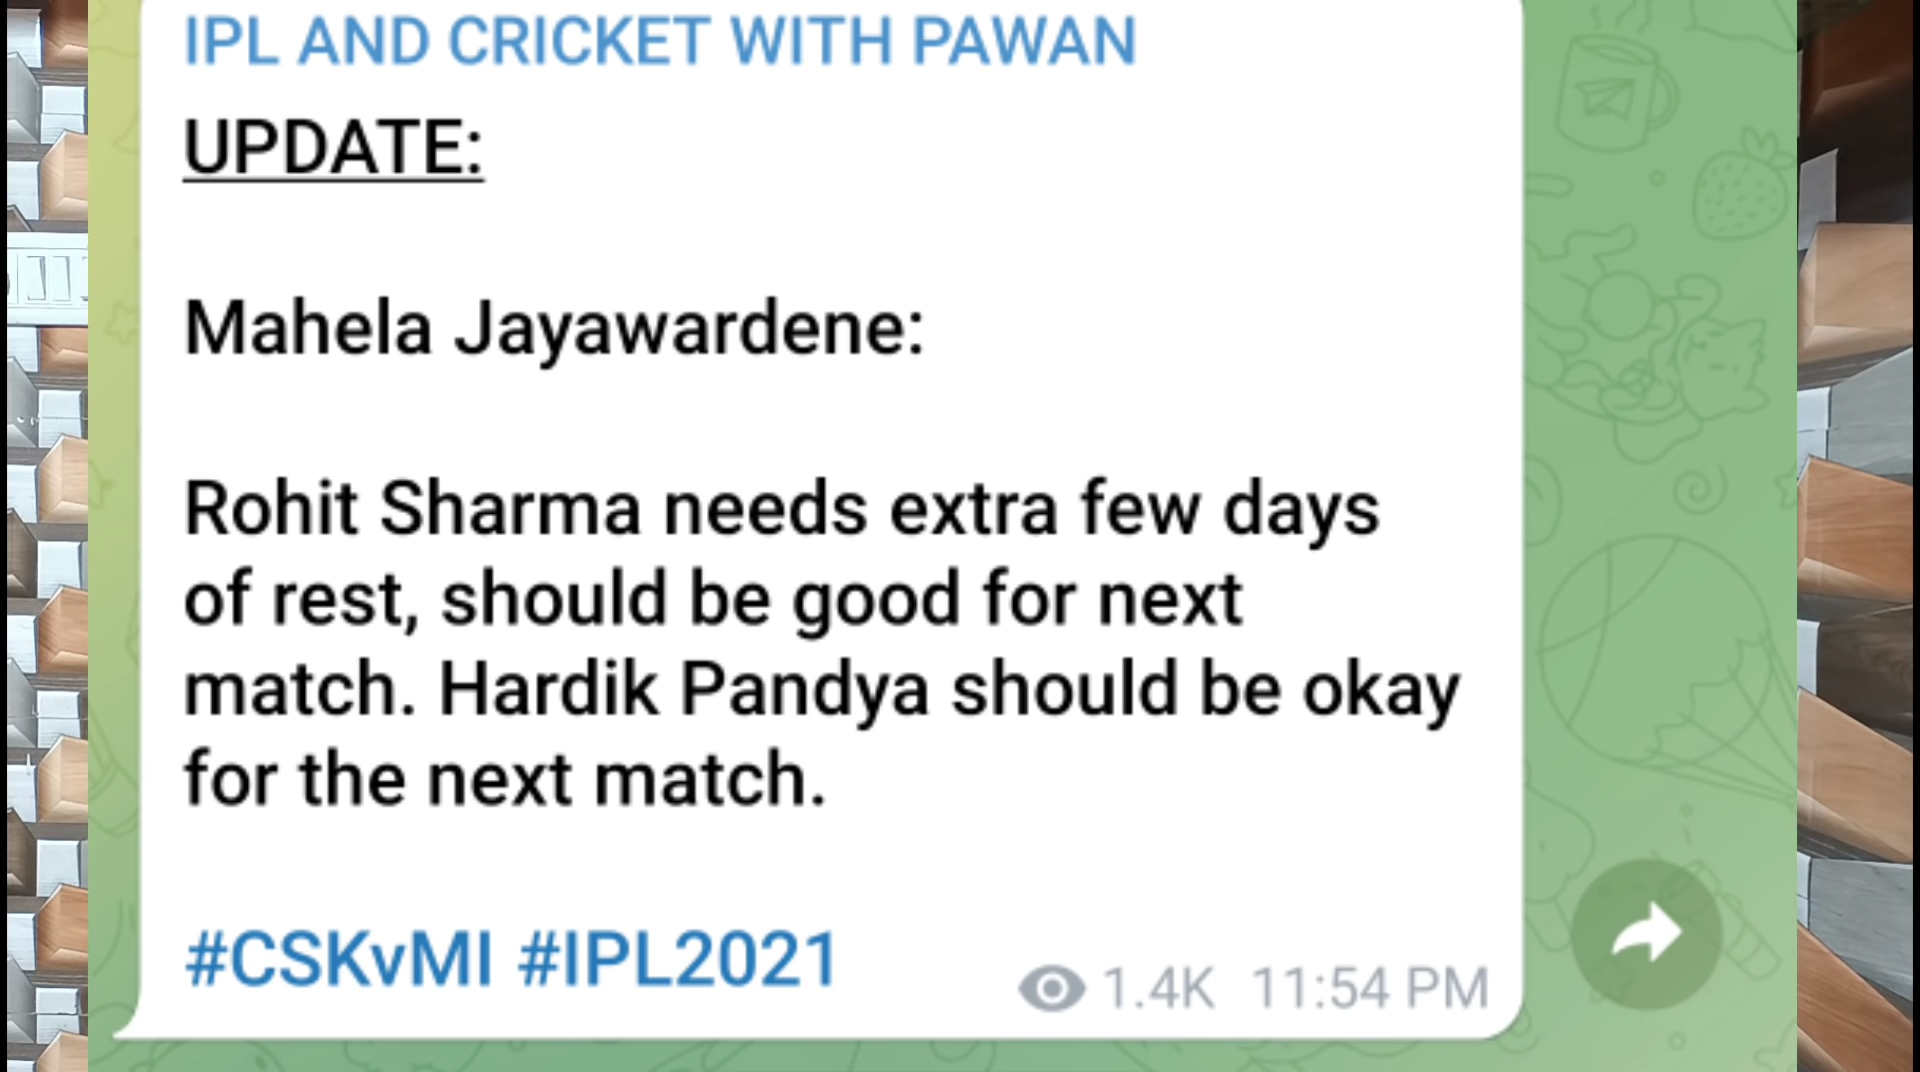 IPL AND CRICKET WITH PAWAN
UPDATE:
Mahela Jayawardene:
Rohit Sharma needs extra few days
of rest, should be good for next
match. Hardik Pandya should be okay
for the next match.
#CSKvMI #IPL2021
1.4K 11:54 PM